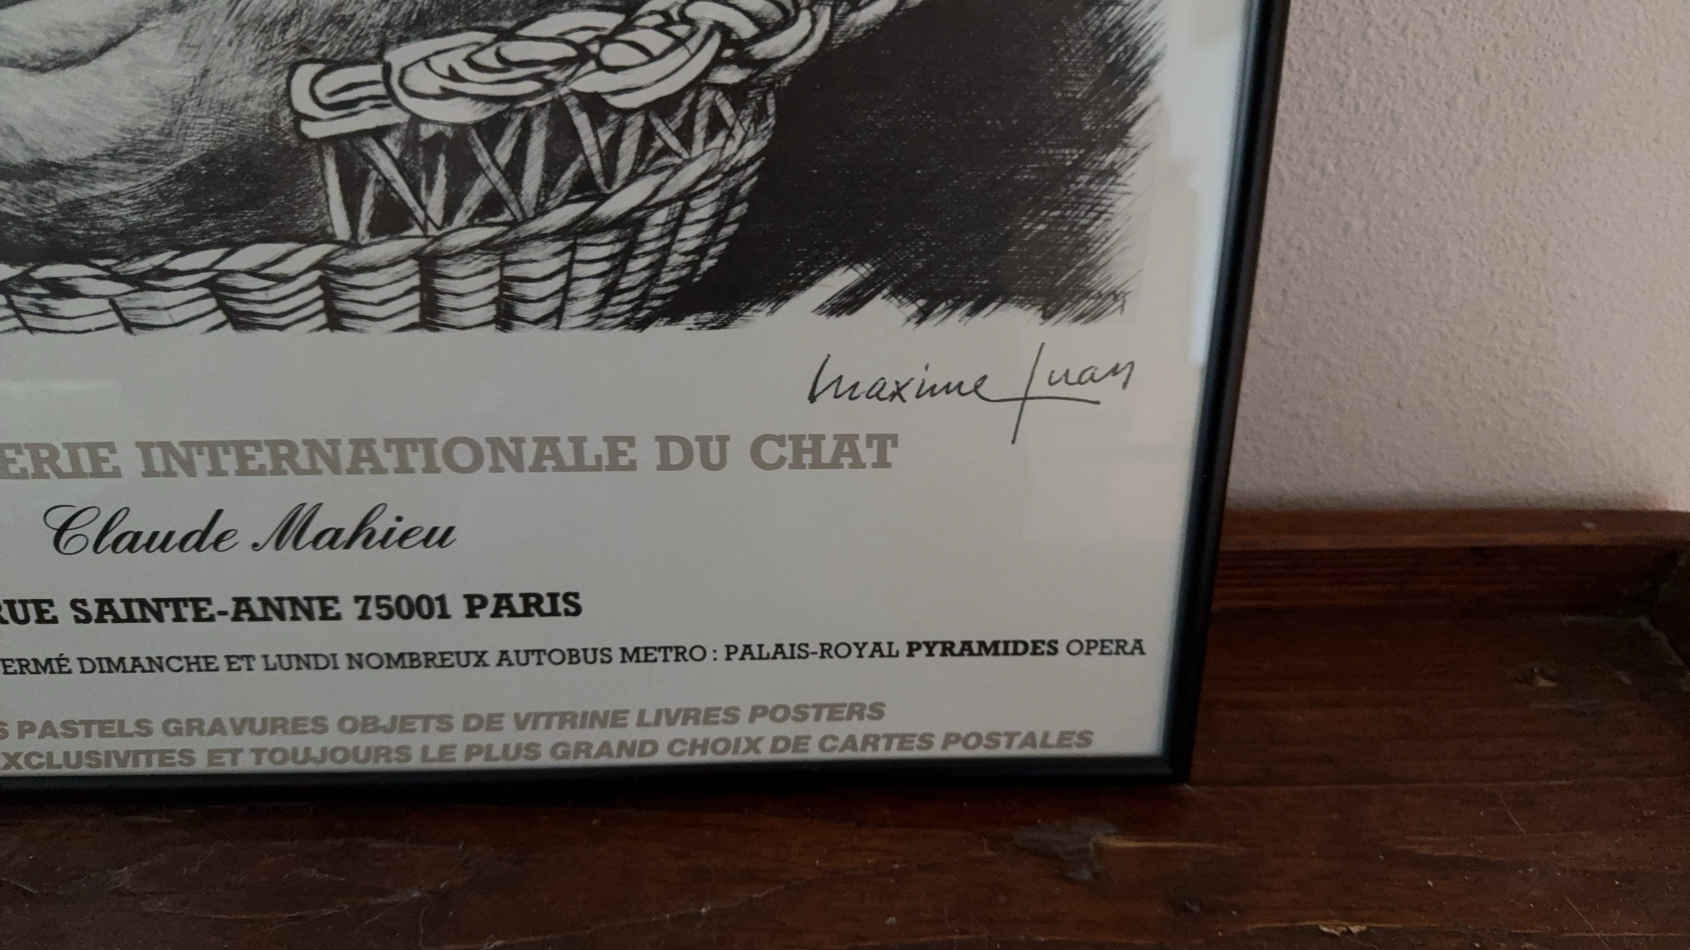 Maxime Juan
ERIE INTERNATIONALE DU CHAT
Claude Mahieu
RUE SAINTE-ANNE 75001 PARIS
ERMÉ DIMANCHE ET LUNDI NOMBREUX AUTOBUS METRO : PALAIS-ROYAL PYRAMIDES OPERA
S PASTELS GRAVURES OBJETS DE VITRINE LIVRES POSTERS
XCLUSIVITES ET TOUJOURS LE PLUS GRAND CHOIX DE CARTES POSTALES